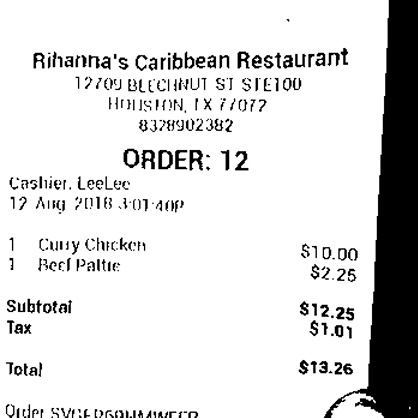 Rihanna's Caribbean Restaurant
12709 BEECHNUT ST STE100
HOUSTON, TX 77072
8328902382
ORDER: 12
Cashier: LeeLee
12 Aug 2018 3:01:40P
1 Curry Chicken $10.00
1 Beef Pattie $2.25
Subtotal $12.25
Tax $1.01
Total $13.26
Order